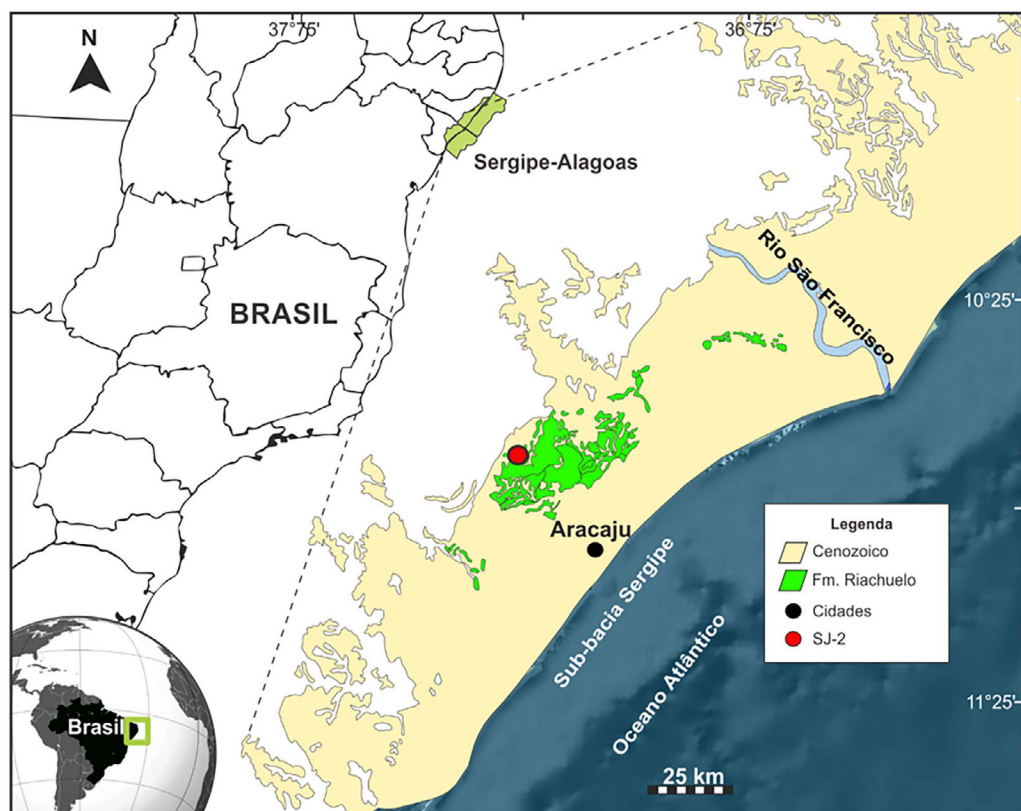 37°75'
36°75'
N
Sergipe-Alagoas
Rio São Francisco
BRASIL
10°25'
Aracaju
Legenda
Cenozoico
Fm. Riachuelo
Cidades
SJ-2
Sub-bacia Sergipe
Oceano Atlântico
11°25'
Brasil
25 km